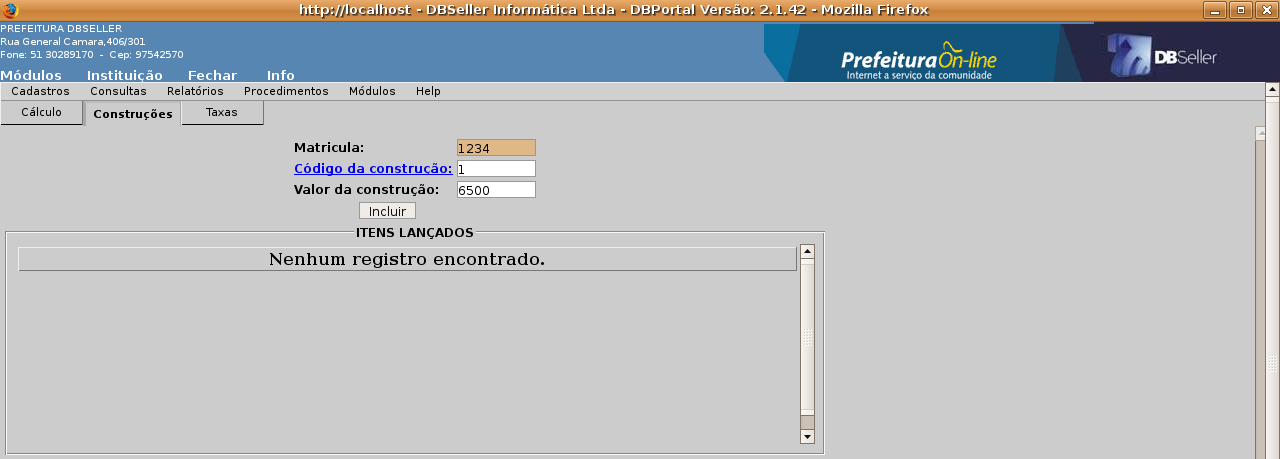 http://localhost - DBSeller Informática Ltda - DBPortal Versão: 2.1.42 - Mozilla Firefox
PREFEITURA DBSELLER
Rua General Camara,406/301
Fone: 51 30289170 - Cep: 97542570
Prefeitura On-line
Internet a serviço da comunidade
DBSeller
Módulos Instituição Fechar Info
Cadastros Consultas Relatórios Procedimentos Módulos Help
Cálculo Construções Taxas
Matricula: 1234
Código da construção: 1
Valor da construção: 6500
Incluir
ITENS LANÇADOS
Nenhum registro encontrado.